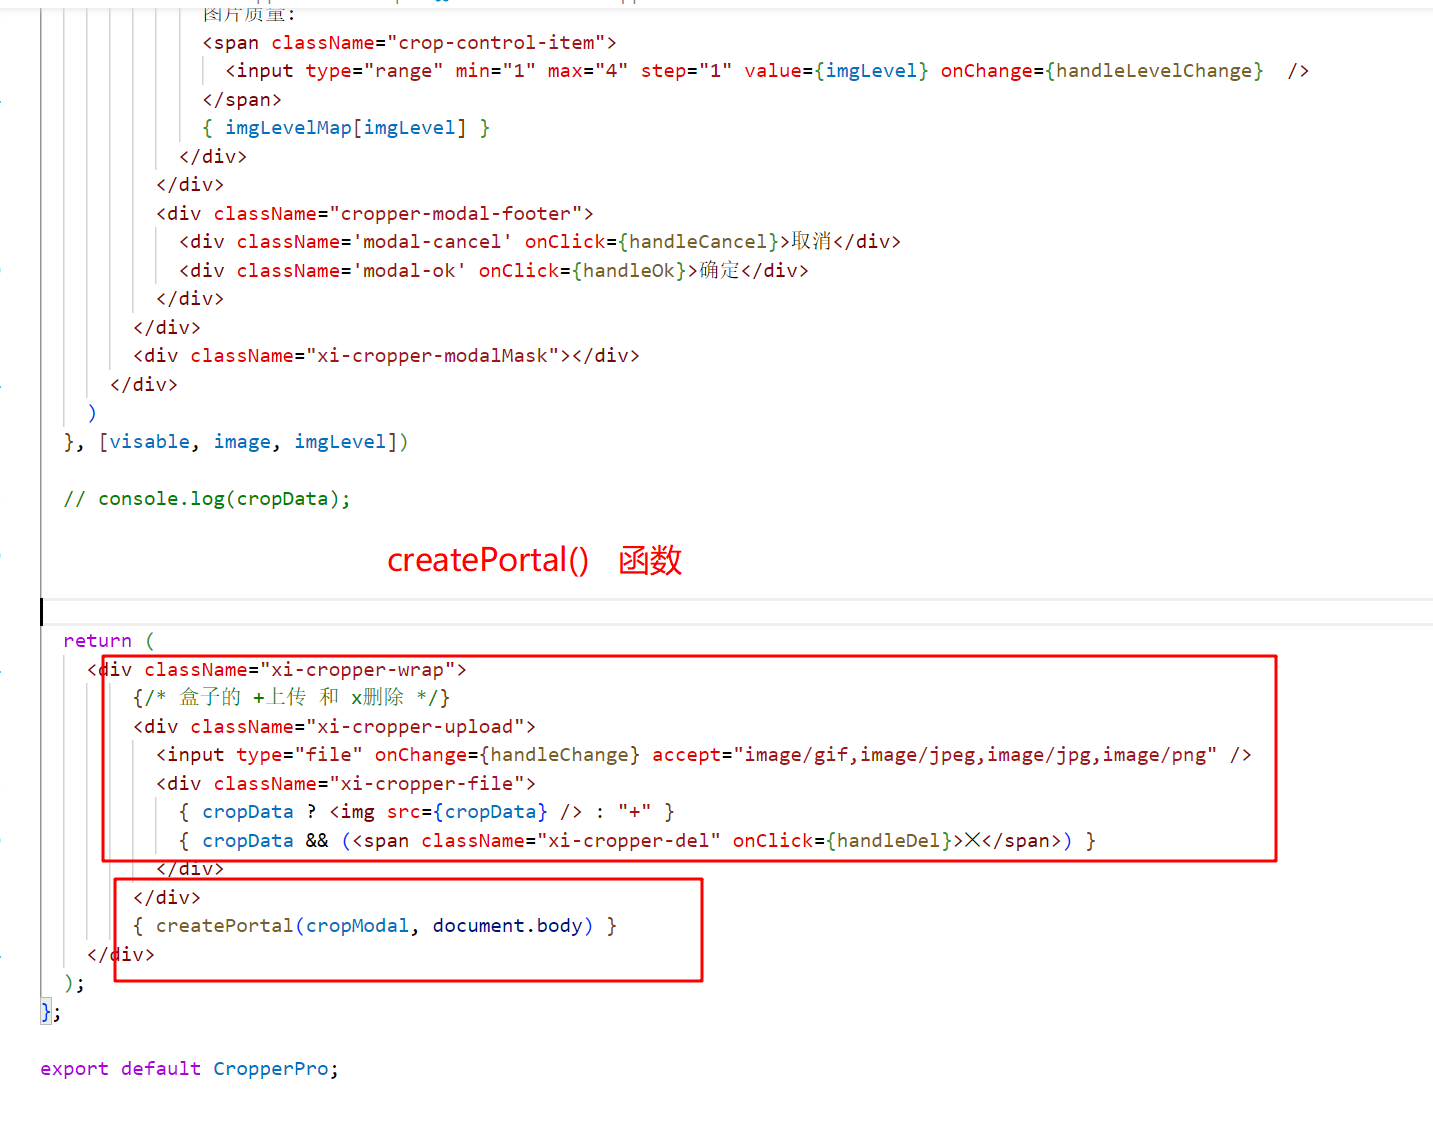 图片质量:
<span className="crop-control-item">
<input type="range" min="1" max="4" step="1" value={imgLevel} onChange={handleLevelChange}  />
</span>
{ imgLevelMap[imgLevel] }
</div>
</div>
<div className="cropper-modal-footer">
<div className='modal-cancel' onClick={handleCancel}>取消</div>
<div className='modal-ok' onClick={handleOk}>确定</div>
</div>
</div>
<div className="xi-cropper-modalMask"></div>
</div>
)
}, [visable, image, imgLevel])
// console.log(cropData);
createPortal() 函数
return (
<div className="xi-cropper-wrap">
{/* 盒子的 +上传 和 x删除 */}
<div className="xi-cropper-upload">
<input type="file" onChange={handleChange} accept="image/gif,image/jpeg,image/jpg,image/png" />
<div className="xi-cropper-file">
{ cropData ? <img src={cropData} /> : "+" }
{ cropData && (<span className="xi-cropper-del" onClick={handleDel}>╳</span>) }
</div>
</div>
{ createPortal(cropModal, document.body) }
</div>
);
};
export default CropperPro;